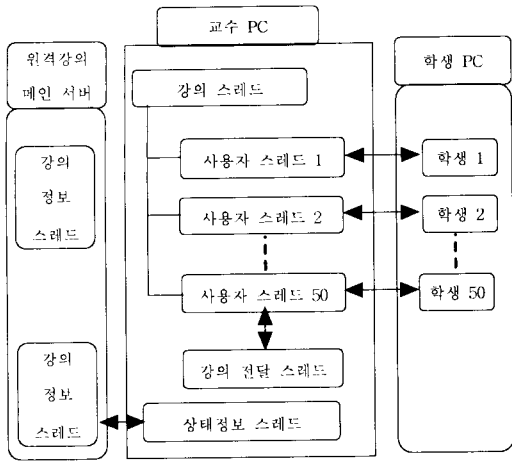 교수 PC
원격강의
메인 서버
학생 PC
강의 스레드
강의
정보
스레드
사용자 스레드 1
학생 1
사용자 스레드 2
학생 2
사용자 스레드 50
학생 50
강의 전달 스레드
강의
정보
스레드
상태정보 스레드